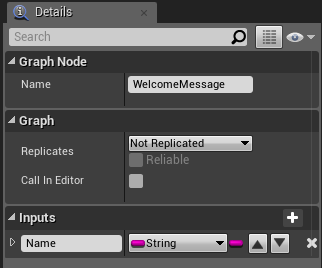 Details
Search
Graph Node
Name
WelcomeMessage
Graph
Replicates
Not Replicated
Reliable
Call In Editor
Inputs
Name
String